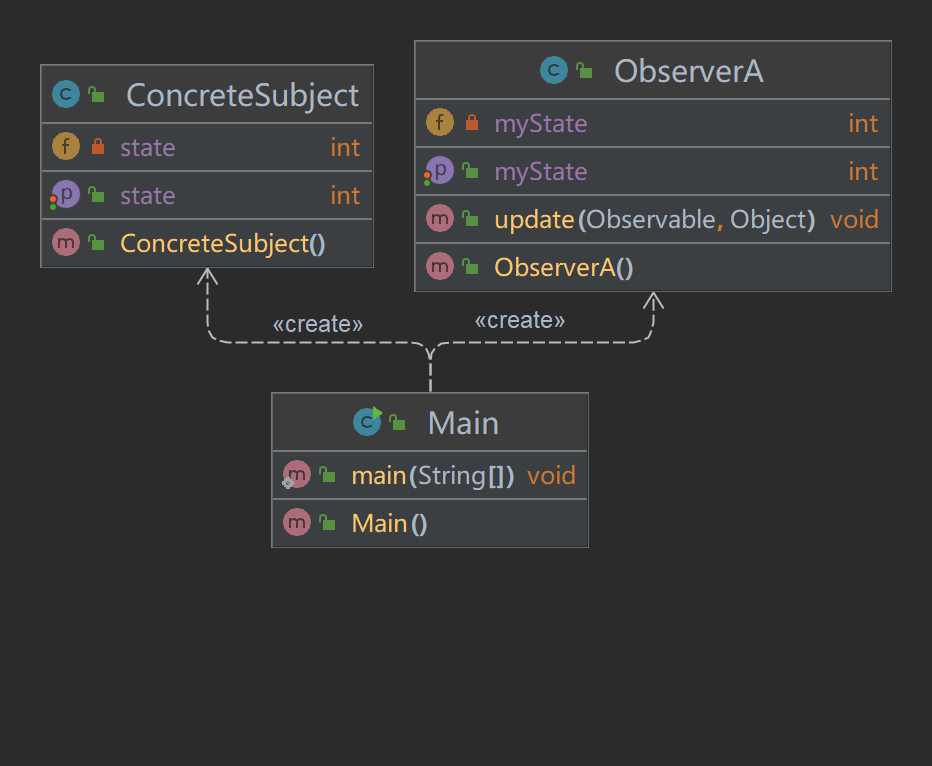 ConcreteSubject
state int
state int
ConcreteSubject()
ObserverA
myState int
myState int
update(Observable, Object) void
ObserverA()
«create»
«create»
Main
main(String[]) void
Main()